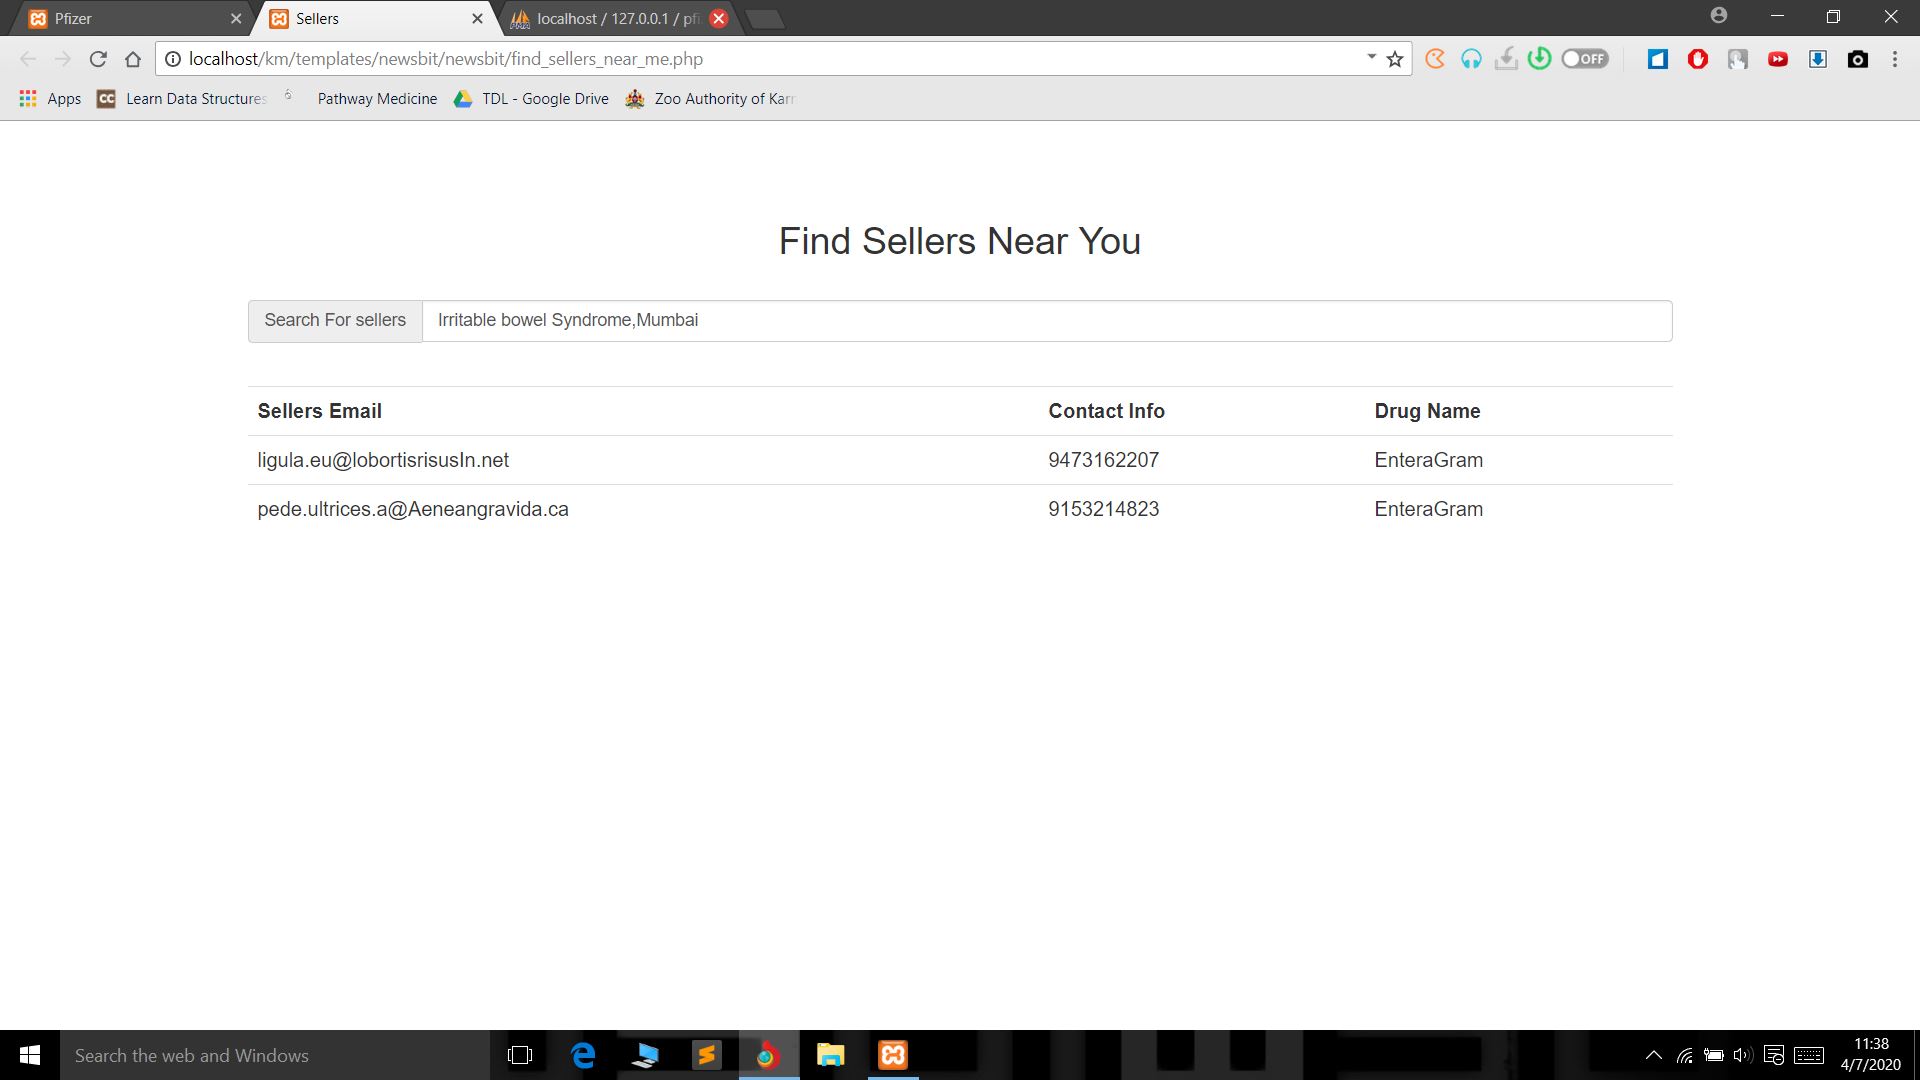 Pfizer
Sellers
localhost / 127.0.0.1 / pfi
localhost/km/templates/newsbit/newsbit/find_sellers_near_me.php
OFF
Apps
CC
Learn Data Structures
Pathway Medicine
TDL - Google Drive
Zoo Authority of Karn
Find Sellers Near You
Search For sellers
Irritable bowel Syndrome,Mumbai
Sellers Email Contact Info Drug Name
ligula.eu@lobortisrisusIn.net 9473162207 EnteraGram
pede.ultrices.a@Aeneangravida.ca 9153214823 EnteraGram
Search the web and Windows
11:38
4/7/2020